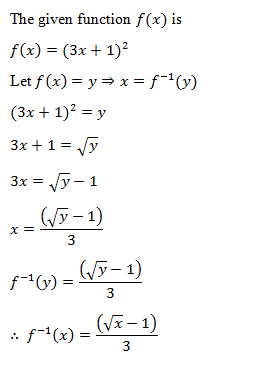 The given function f(x) is
f(x) = (3x + 1)²
Let f(x) = y ⇒ x = f⁻¹(y)
(3x + 1)² = y
3x + 1 = √y
3x = √y − 1
x = (√y − 1) / 3
f⁻¹(y) = (√y − 1) / 3
∴ f⁻¹(x) = (√x − 1) / 3